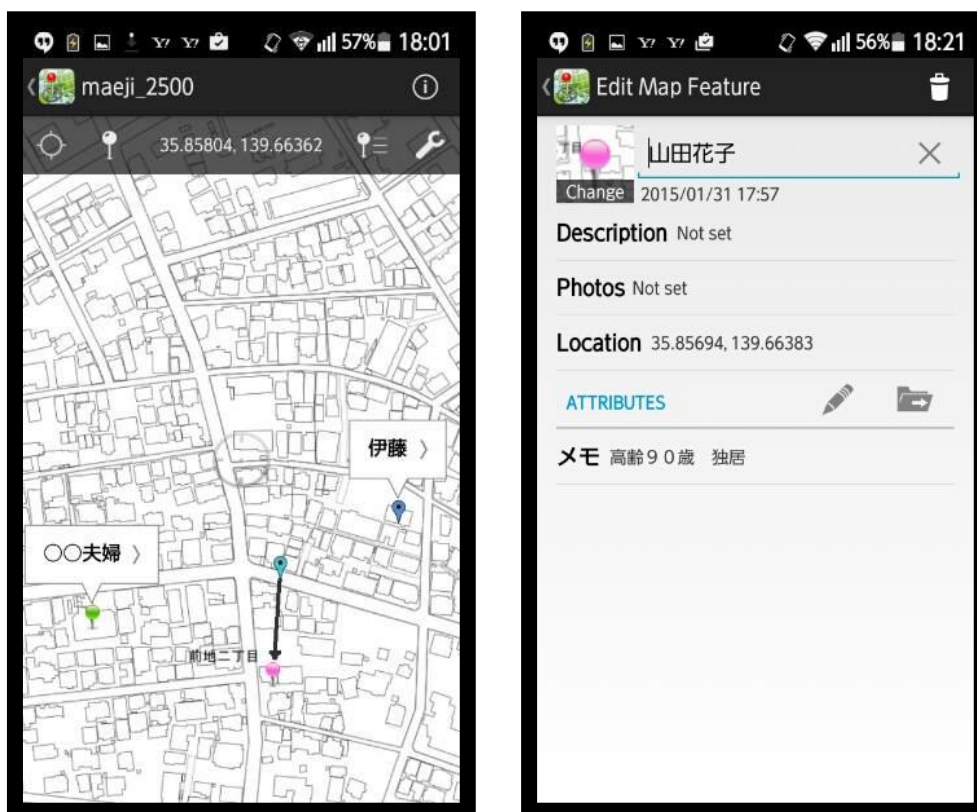 57% 18:01
maeji_2500
35.85804, 139.66362
伊藤
〇〇夫婦
前地二丁目
56% 18:21
Edit Map Feature
丁目
山田花子
Change 2015/01/31 17:57
Description Not set
Photos Not set
Location 35.85694, 139.66383
ATTRIBUTES
メモ 高齢９０歳　独居